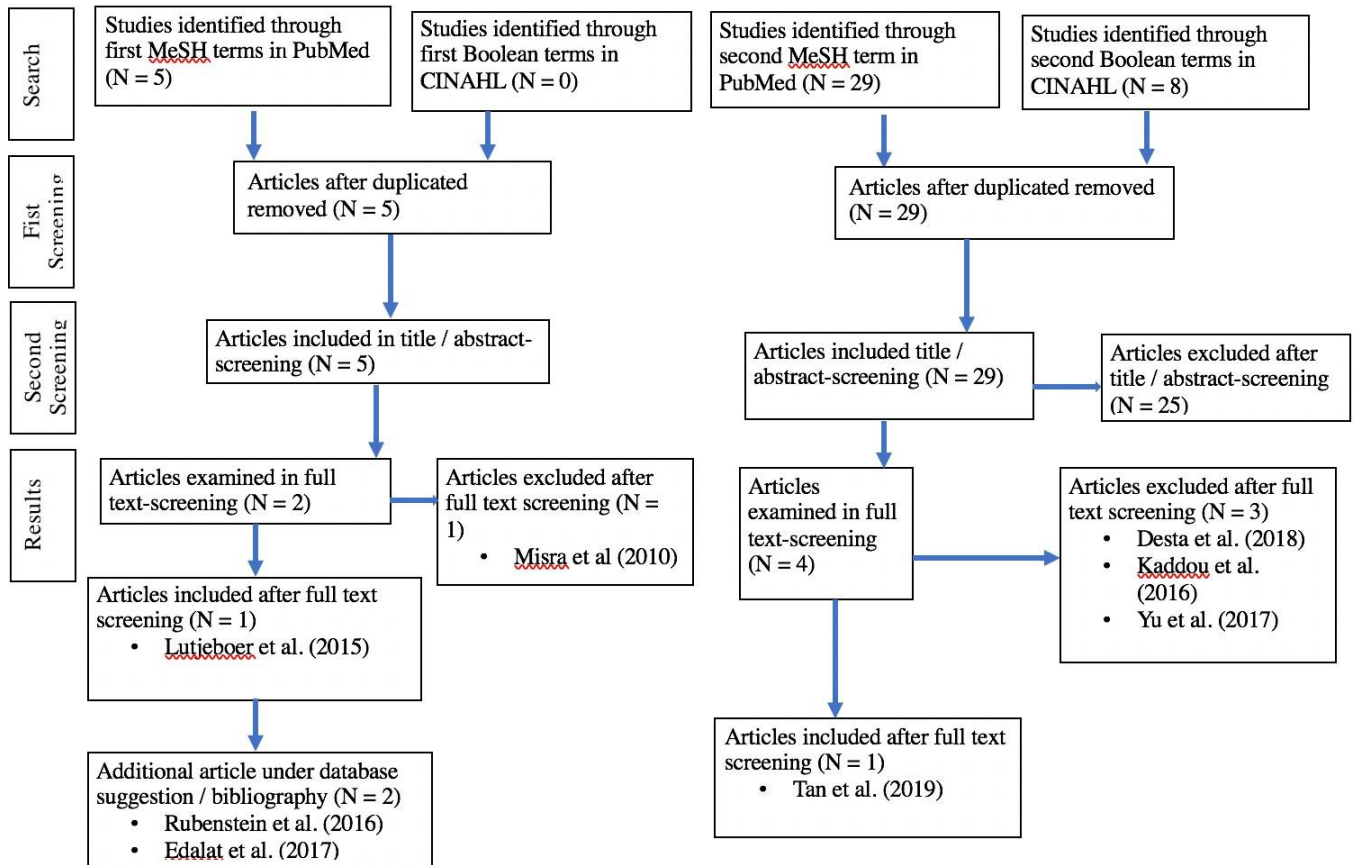 Search
Studies identified through
first MeSH terms in PubMed
(N = 5)
Studies identified through
first Boolean terms in
CINAHL (N = 0)
Studies identified through
second MeSH term in
PubMed (N = 29)
Studies identified through
second Boolean terms in
CINAHL (N = 8)
Fist
Screening
Articles after duplicated
removed (N = 5)
Articles after duplicated removed
(N = 29)
Second
Screening
Articles included in title / abstract-
screening (N = 5)
Articles included title /
abstract-screening (N = 29)
Articles excluded after
title / abstract-screening
(N = 25)
Results
Articles examined in full
text-screening (N = 2)
Articles excluded after
full text screening (N =
1)
• Misra et al (2010)
Articles
examined in full
text-screening
(N = 4)
Articles excluded after full
text screening (N = 3)
• Desta et al. (2018)
• Kaddou et al.
(2016)
• Yu et al. (2017)
Articles included after full text
screening (N = 1)
• Lutjeboer et al. (2015)
Articles included after full text
screening (N = 1)
• Tan et al. (2019)
Additional article under database
suggestion / bibliography (N = 2)
• Rubenstein et al. (2016)
• Edalat et al. (2017)